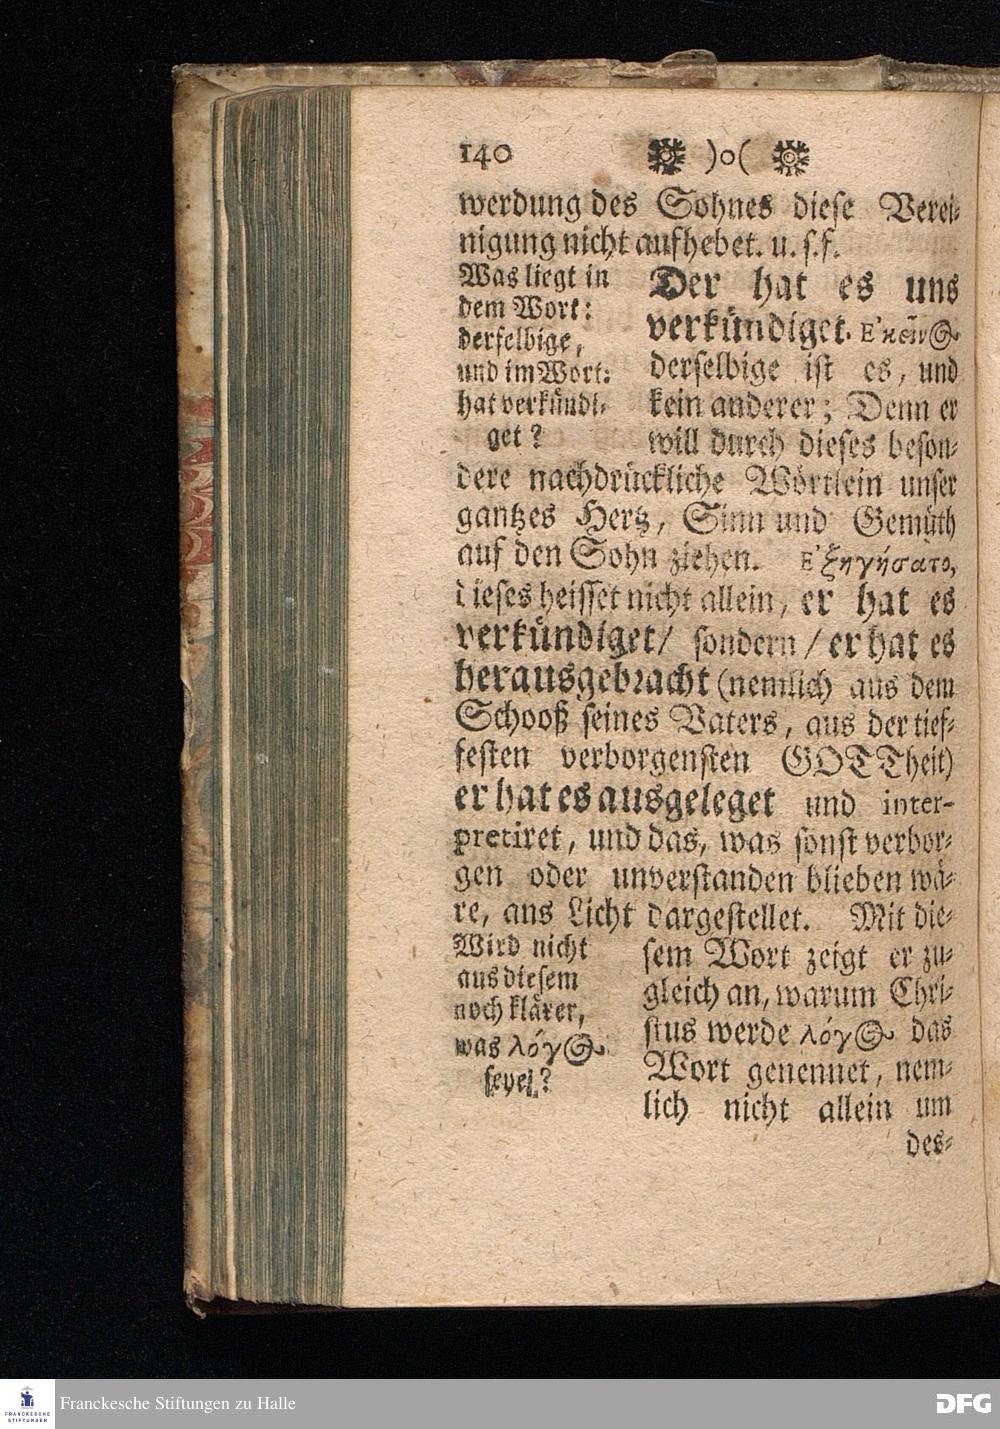 140 )o(
werdung des Sohnes diese Verei-
nigung nicht aufhebet. u. s. f.
Was liegt in
dem Wort:
derselbige,
und im Wort:
hat verkündi-
get?
Der hat es uns
verkündiget. Ἐκεῖνος
derselbige ist es, und
kein anderer; Denn er
will durch dieses beson-
dere nachdrückliche Wörtlein unser
gantzes Hertz, Sinn und Gemüth
auf den Sohn ziehen. Ἐξηγήσατο,
dieses heisset nicht allein, er hat es
verkündiget/ sondern / er hat es
herausgebracht (nemlich aus dem
Schooß seines Vaters, aus der tief-
festen verborgensten GOTTheit)
er hat es ausgeleget und inter-
pretiret, und das, was sonst verbor-
gen oder unverstanden blieben wä-
re, ans Licht dargestellet. Mit die-
Wird nicht
aus diesem
noch klärer,
was λόγος
seye?
sem Wort zeigt er zu-
gleich an, warum Chri-
stus werde λόγος das
Wort genennet, nem-
lich nicht allein um
des-
FRANCKESCHE
STIFTUNGEN
Franckesche Stiftungen zu Halle
DFG